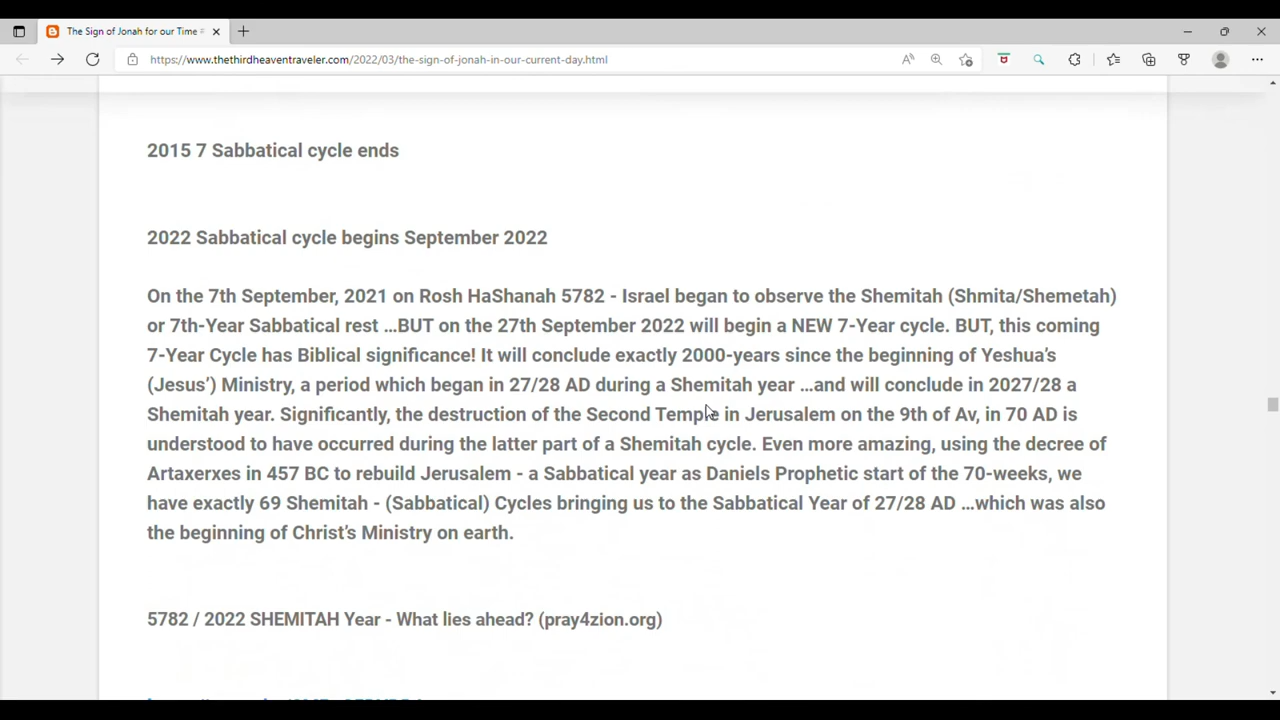 The Sign of Jonah for our Time
https://www.thethirdheaventraveler.com/2022/03/the-sign-of-jonah-in-our-current-day.html
2015 7 Sabbatical cycle ends
2022 Sabbatical cycle begins September 2022
On the 7th September, 2021 on Rosh HaShanah 5782 - Israel began to observe the Shemitah (Shmita/Shemetah)
or 7th-Year Sabbatical rest …BUT on the 27th September 2022 will begin a NEW 7-Year cycle. BUT, this coming
7-Year Cycle has Biblical significance! It will conclude exactly 2000-years since the beginning of Yeshua’s
(Jesus’) Ministry, a period which began in 27/28 AD during a Shemitah year …and will conclude in 2027/28 a
Shemitah year. Significantly, the destruction of the Second Temple in Jerusalem on the 9th of Av, in 70 AD is
understood to have occurred during the latter part of a Shemitah cycle. Even more amazing, using the decree of
Artaxerxes in 457 BC to rebuild Jerusalem - a Sabbatical year as Daniels Prophetic start of the 70-weeks, we
have exactly 69 Shemitah - (Sabbatical) Cycles bringing us to the Sabbatical Year of 27/28 AD …which was also
the beginning of Christ’s Ministry on earth.
5782 / 2022 SHEMITAH Year - What lies ahead? (pray4zion.org)